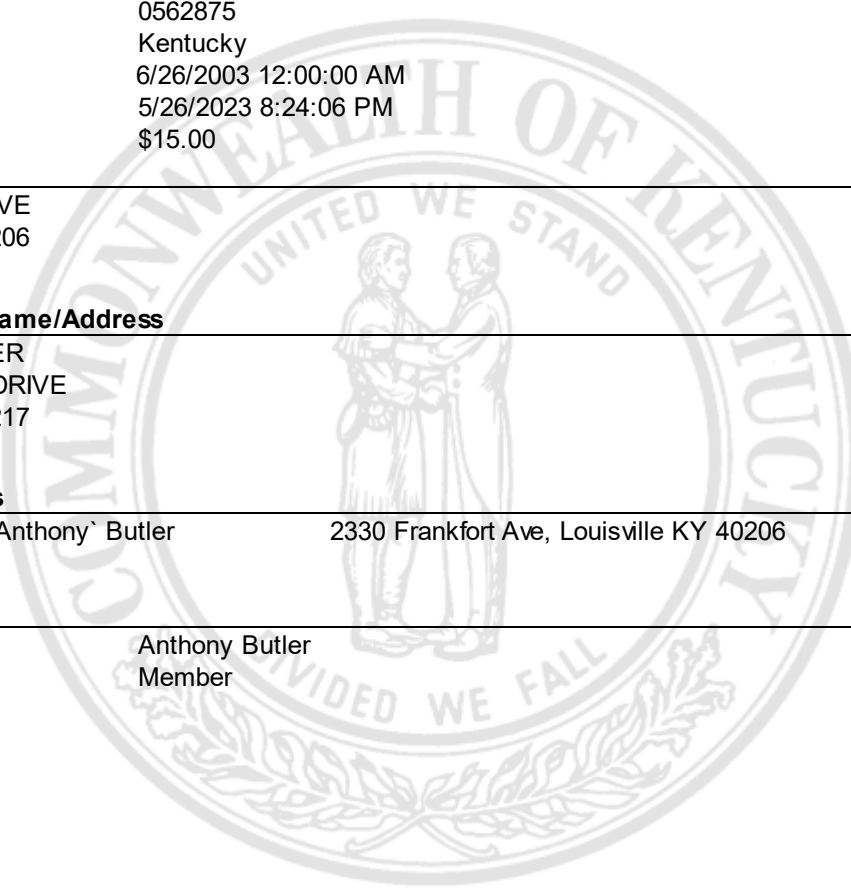 0562875
Kentucky
6/26/2003 12:00:00 AM
5/26/2023 8:24:06 PM
$15.00
VE
206
ame/Address
ER
DRIVE
217
s
Anthony` Butler 2330 Frankfort Ave, Louisville KY 40206
Anthony Butler
Member
COMMONWEALTH OF KENTUCKY
UNITED WE STAND
DIVIDED WE FALL